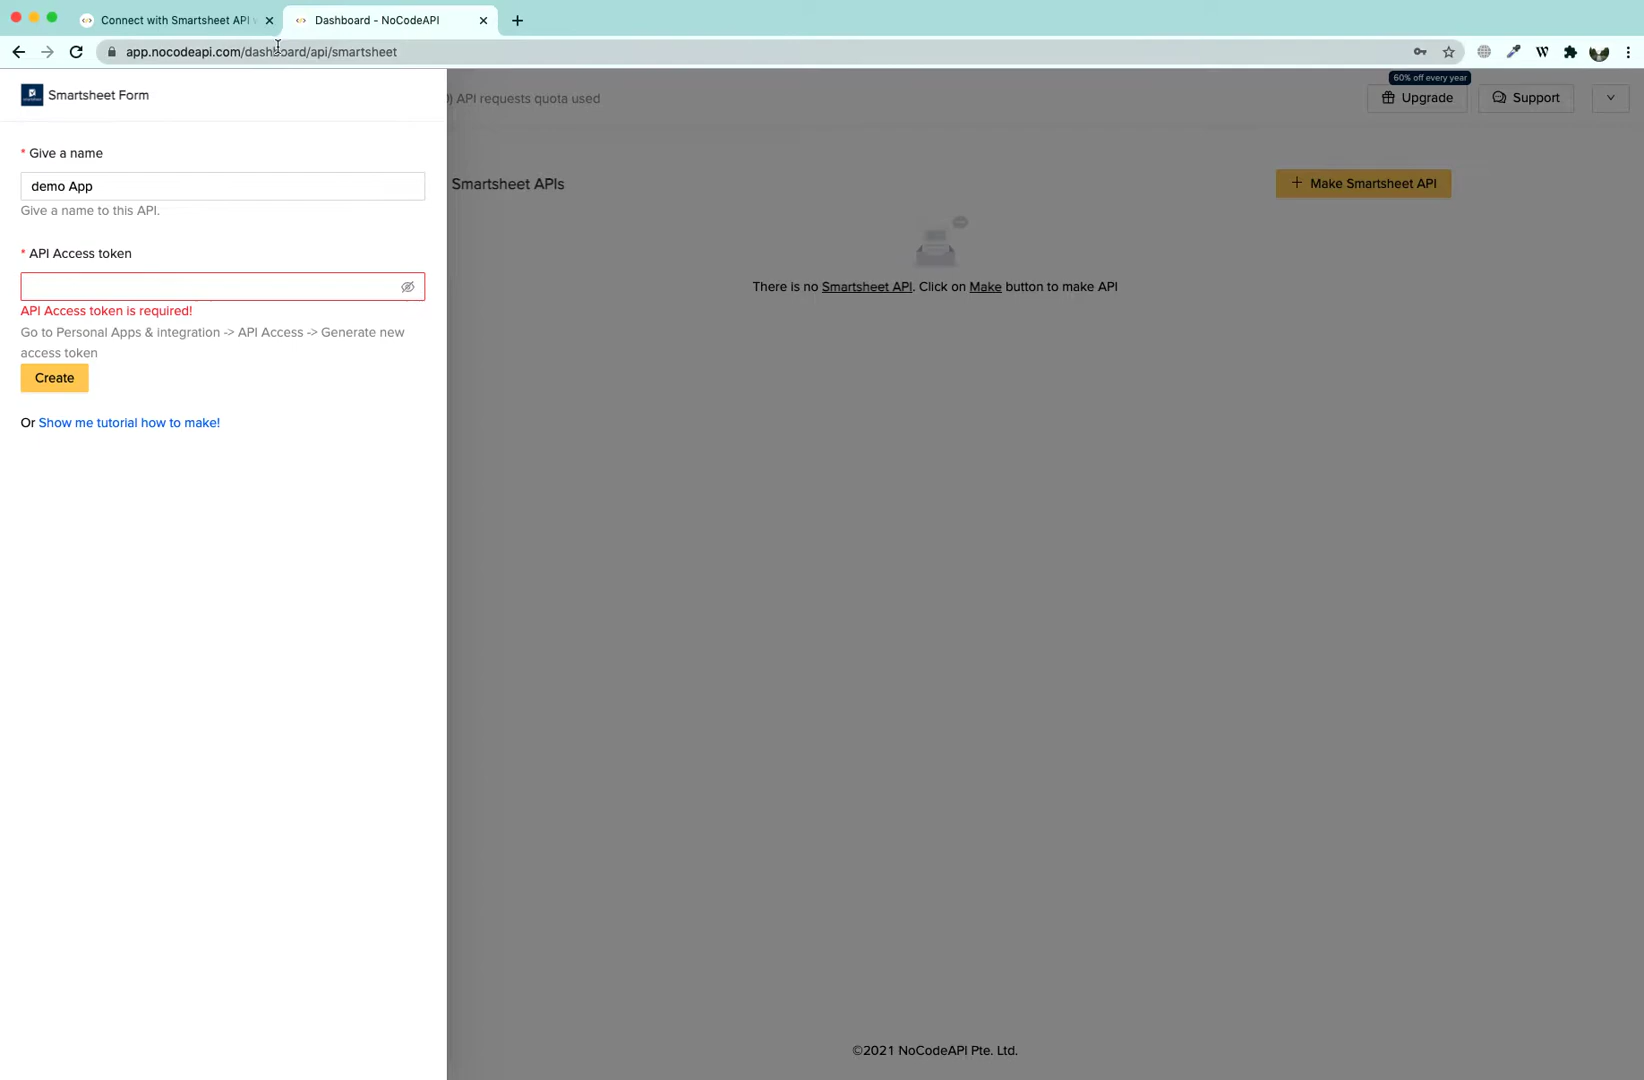 Connect with Smartsheet API
Dashboard - NoCodeAPI
app.nocodeapi.com/dashboard/api/smartsheet
60% off every year
Smartsheet Form
) API requests quota used
Upgrade
Support
* Give a name
demo App
Give a name to this API.
Smartsheet APIs
+ Make Smartsheet API
* API Access token
API Access token is required!
Go to Personal Apps & integration -> API Access -> Generate new
access token
Create
Or Show me tutorial how to make!
There is no Smartsheet API. Click on Make button to make API
©2021 NoCodeAPI Pte. Ltd.